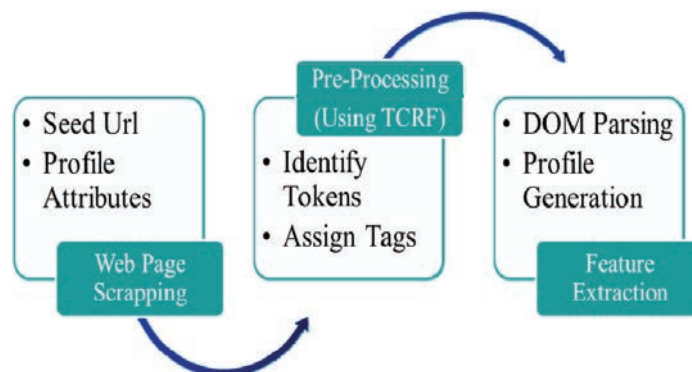 • Seed Url
• Profile
Attributes
Web Page
Scrapping
Pre-Processing
(Using TCRF)
• Identify
Tokens
• Assign Tags
• DOM Parsing
• Profile
Generation
Feature
Extraction